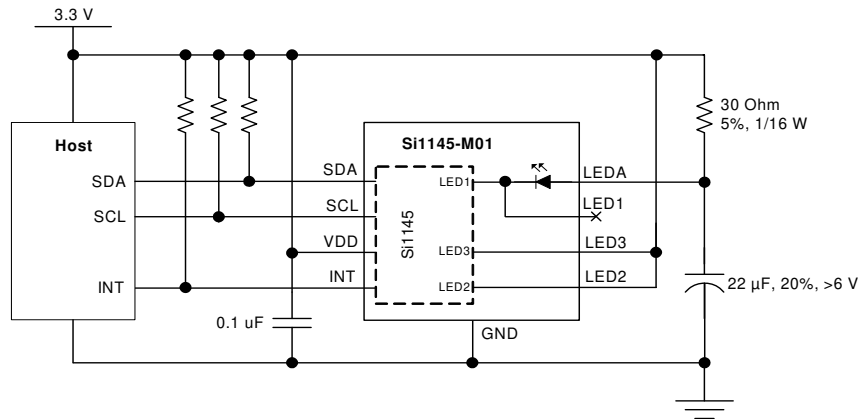 3.3 V
30 Ohm
5%, 1/16 W
Host
Si1145-M01
SDA
SDA
LED1
LEDA
SCL
SCL
LED1
Si1145
VDD
LED3
LED3
INT
INT
LED2
LED2
22 µF, 20%, >6 V
0.1 uF
GND